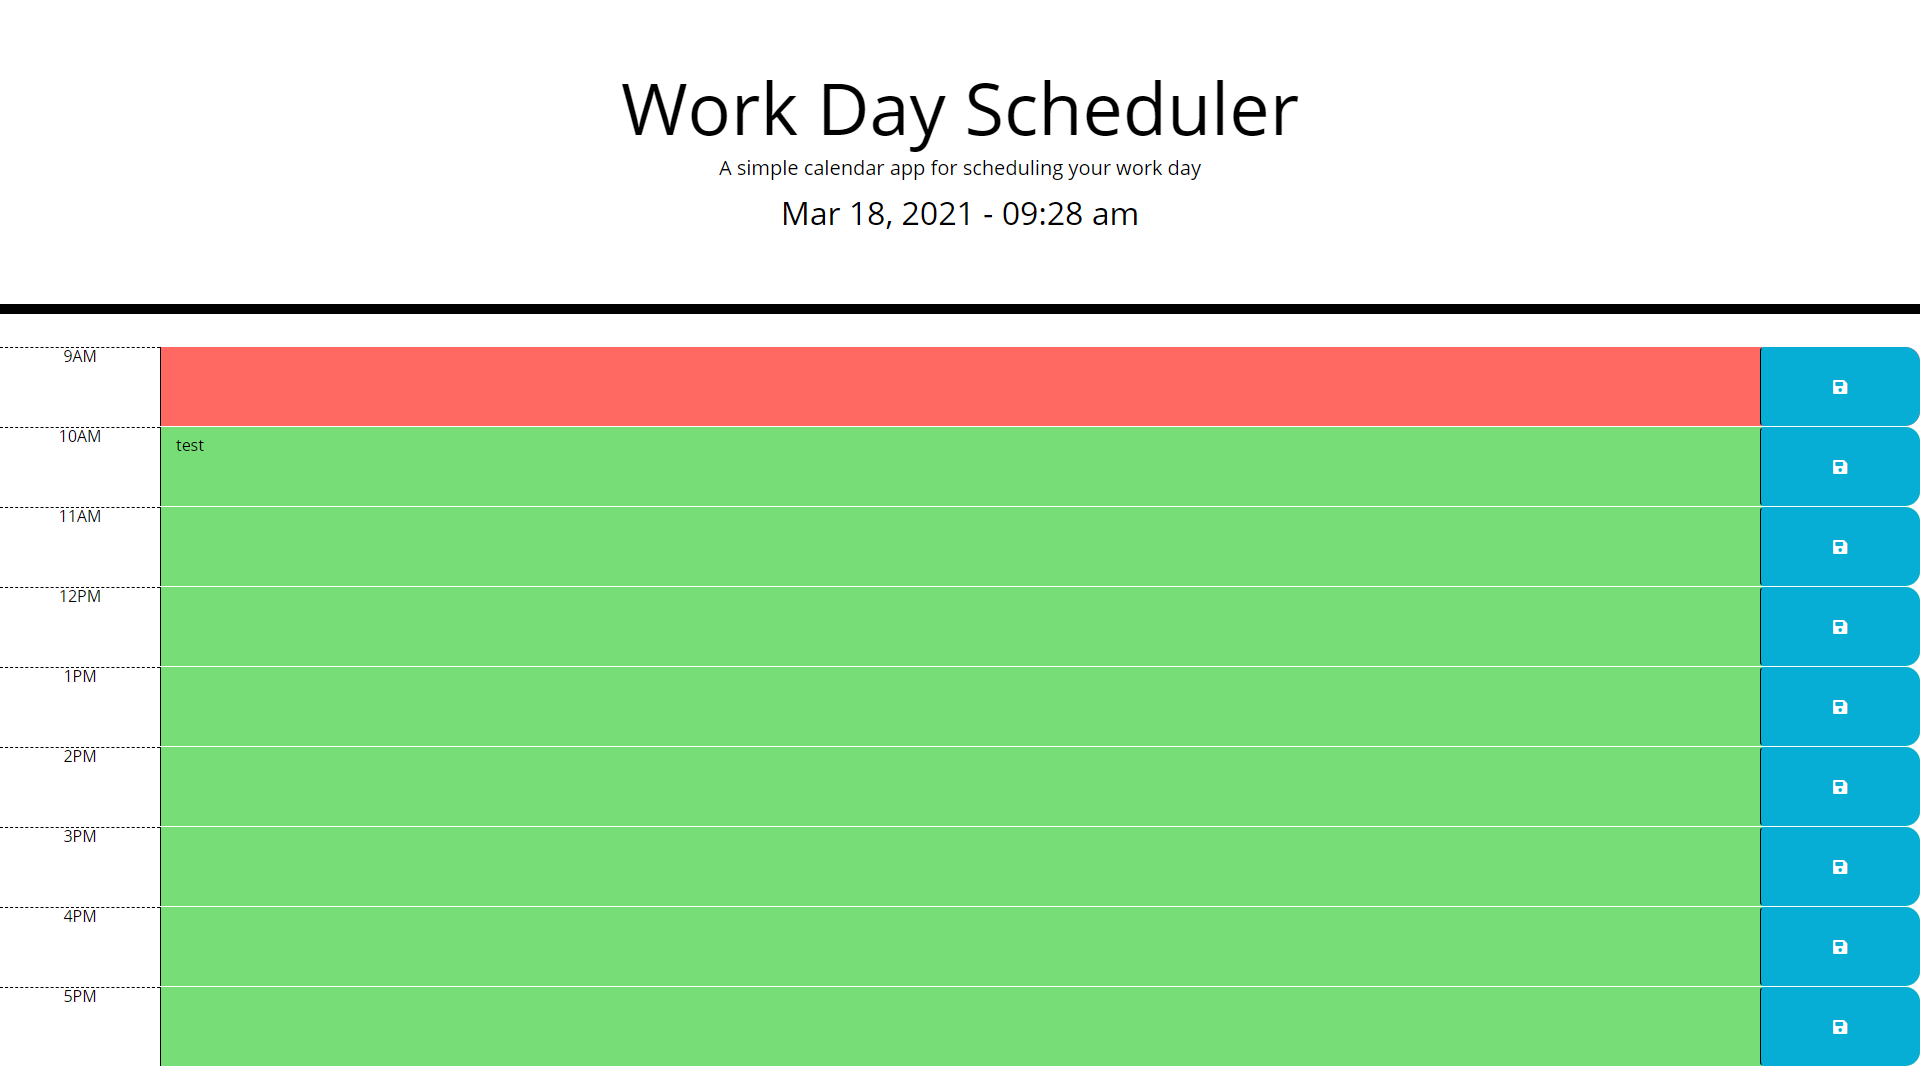 Work Day Scheduler
A simple calendar app for scheduling your work day
Mar 18, 2021 - 09:28 am
9AM
10AM
test
11AM
12PM
1PM
2PM
3PM
4PM
5PM